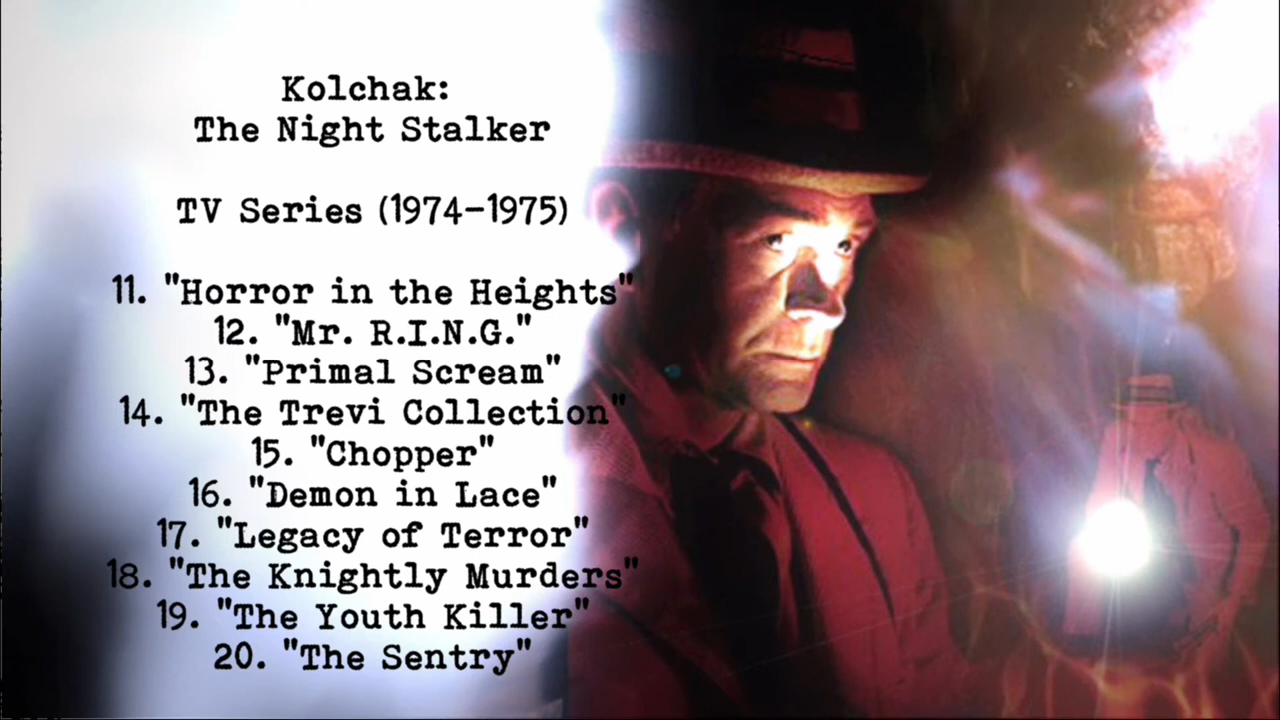 Kolchak:
The Night Stalker
TV Series (1974-1975)
11. "Horror in the Heights"
12. "Mr. R.I.N.G."
13. "Primal Scream"
14. "The Trevi Collection"
15. "Chopper"
16. "Demon in Lace"
17. "Legacy of Terror"
18. "The Knightly Murders"
19. "The Youth Killer"
20. "The Sentry"